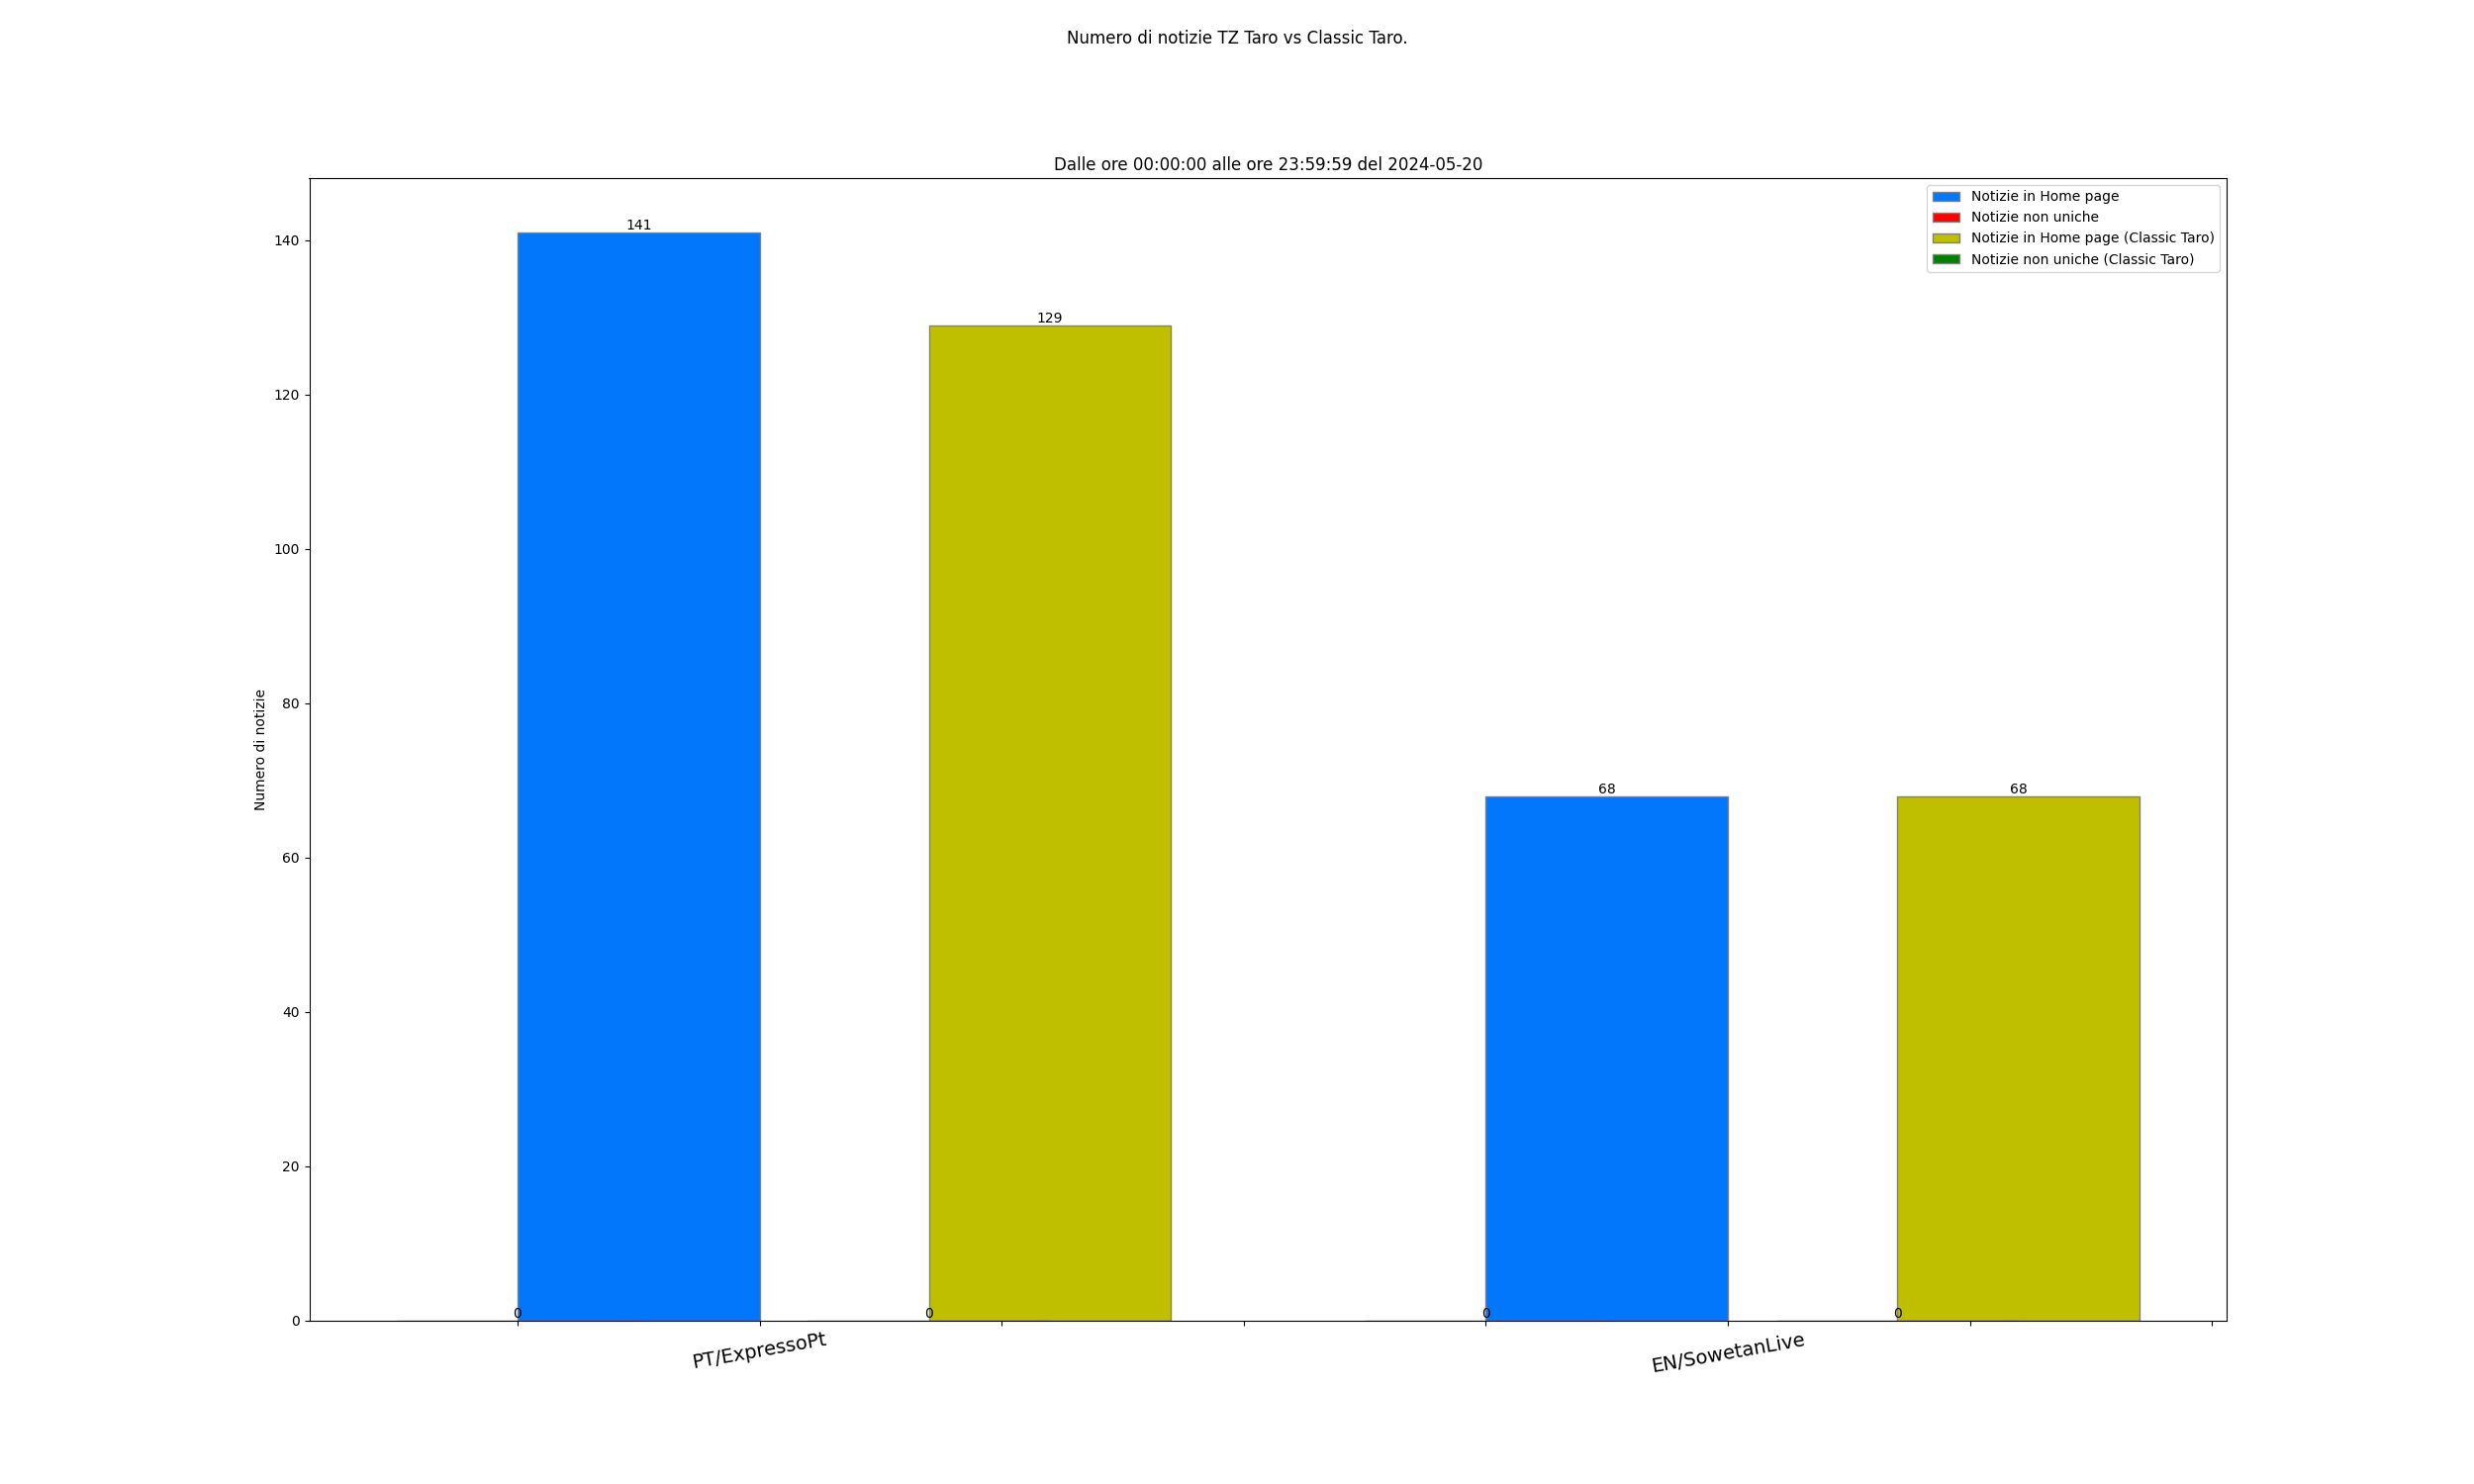 Numero di notizie TZ Taro vs Classic Taro.
Dalle ore 00:00:00 alle ore 23:59:59 del 2024-05-20
Notizie in Home page
Notizie non uniche
Notizie in Home page (Classic Taro)
Notizie non uniche (Classic Taro)
141
129
68
68
0
0
0
0
140
120
100
80
60
40
20
0
Numero di notizie
PT/ExpressoPt
EN/SowetanLive